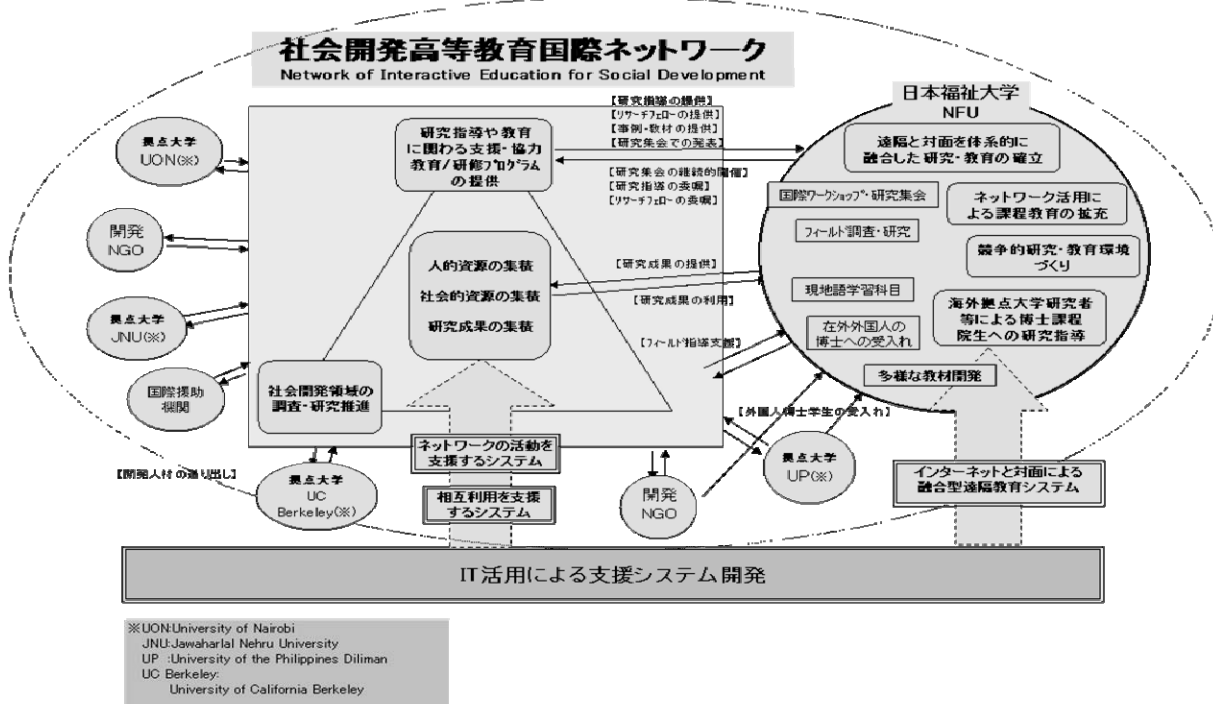 社会開発高等教育国際ネットワーク
Network of Interactive Education for Social Development
拠点大学
UON(※)
開発
NGO
拠点大学
JNU(※)
国際援助
機関
【開発人材の送り出し】
拠点大学
UC
Berkeley(※)
研究指導や教育
に関わる支援・協力
教育/研修プログラム
の提供
人的資源の集積
社会的資源の集積
研究成果の集積
社会開発領域の
調査・研究推進
ネットワークの活動を
支援するシステム
相互利用を支援
するシステム
【研究指導の提供】
【リサーチフェローの提供】
【事例・教材の提供】
【研究集会での発表】
【研究集会の継続的開催】
【研究指導の委嘱】
【リサーチフェローの委嘱】
【研究成果の提供】
【研究成果の利用】
【フィールド指導支援】
【外国人博士学生の受入れ】
開発
NGO
拠点大学
UP(※)
日本福祉大学
NFU
遠隔と対面を体系的に
融合した研究・教育の確立
国際ワークショップ・研究集会
ネットワーク活用に
よる課程教育の拡充
フィールド調査・研究
競争的研究・教育環境
づくり
現地語学習科目
海外拠点大学研究者
等による博士課程
院生への研究指導
在外外国人の
博士への受入れ
多様な教材開発
インターネットと対面による
融合型遠隔教育システム
IT活用による支援システム開発
※UON:University of Nairobi
JNU:Jawaharlal Nehru University
UP :University of the Philippines Diliman
UC Berkeley:
University of California Berkeley